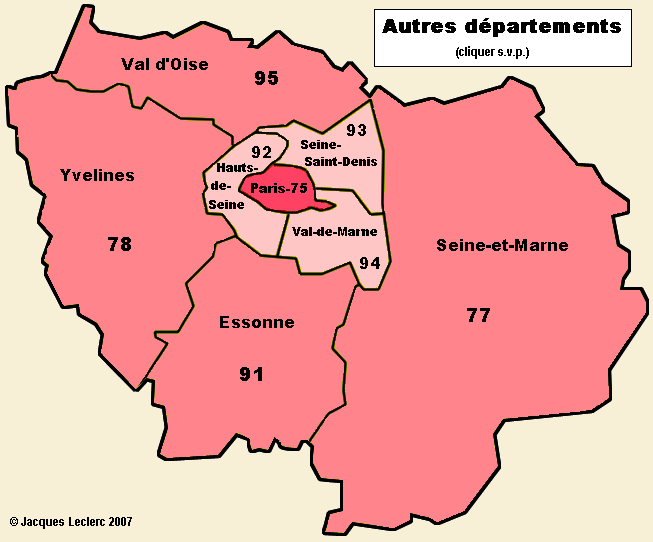 Autres départements
(cliquer s.v.p.)
Val d'Oise
95
93
Seine-
Saint-Denis
92
Hauts-
de-
Seine
Paris-75
Yvelines
78
Val-de-Marne
94
Seine-et-Marne
77
Essonne
91
© Jacques Leclerc 2007